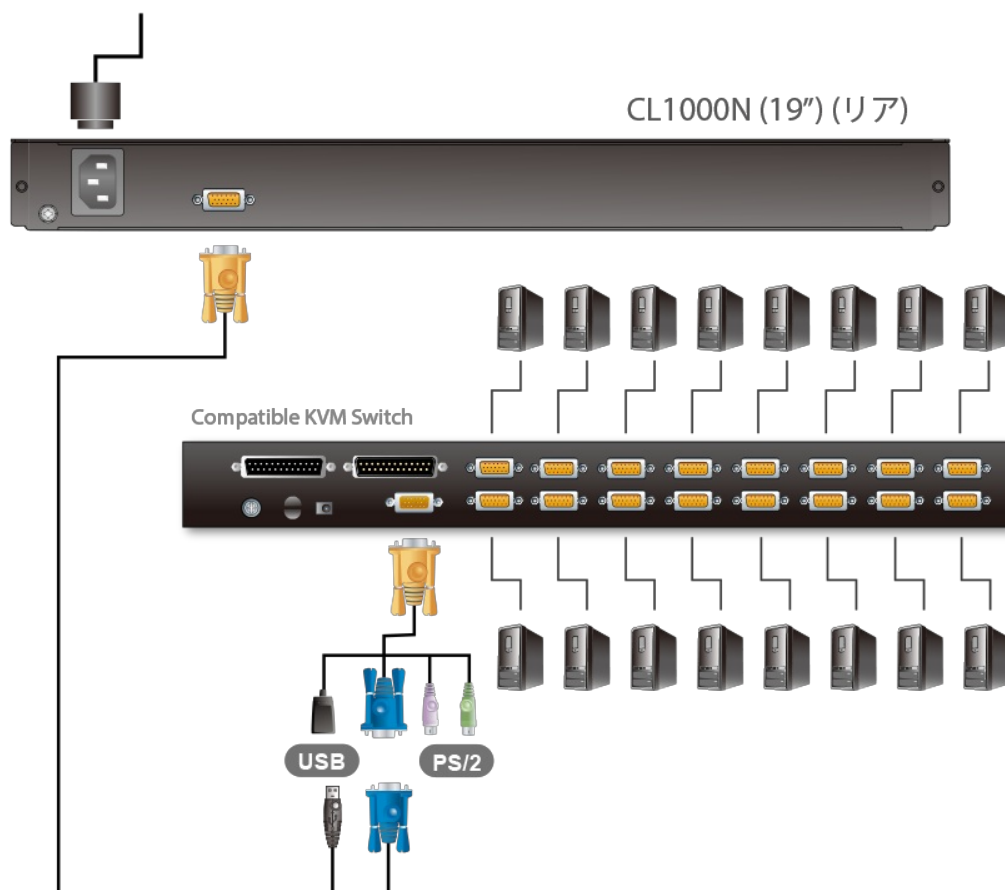 CL1000N (19”) (リア)
Compatible KVM Switch
USB
PS/2